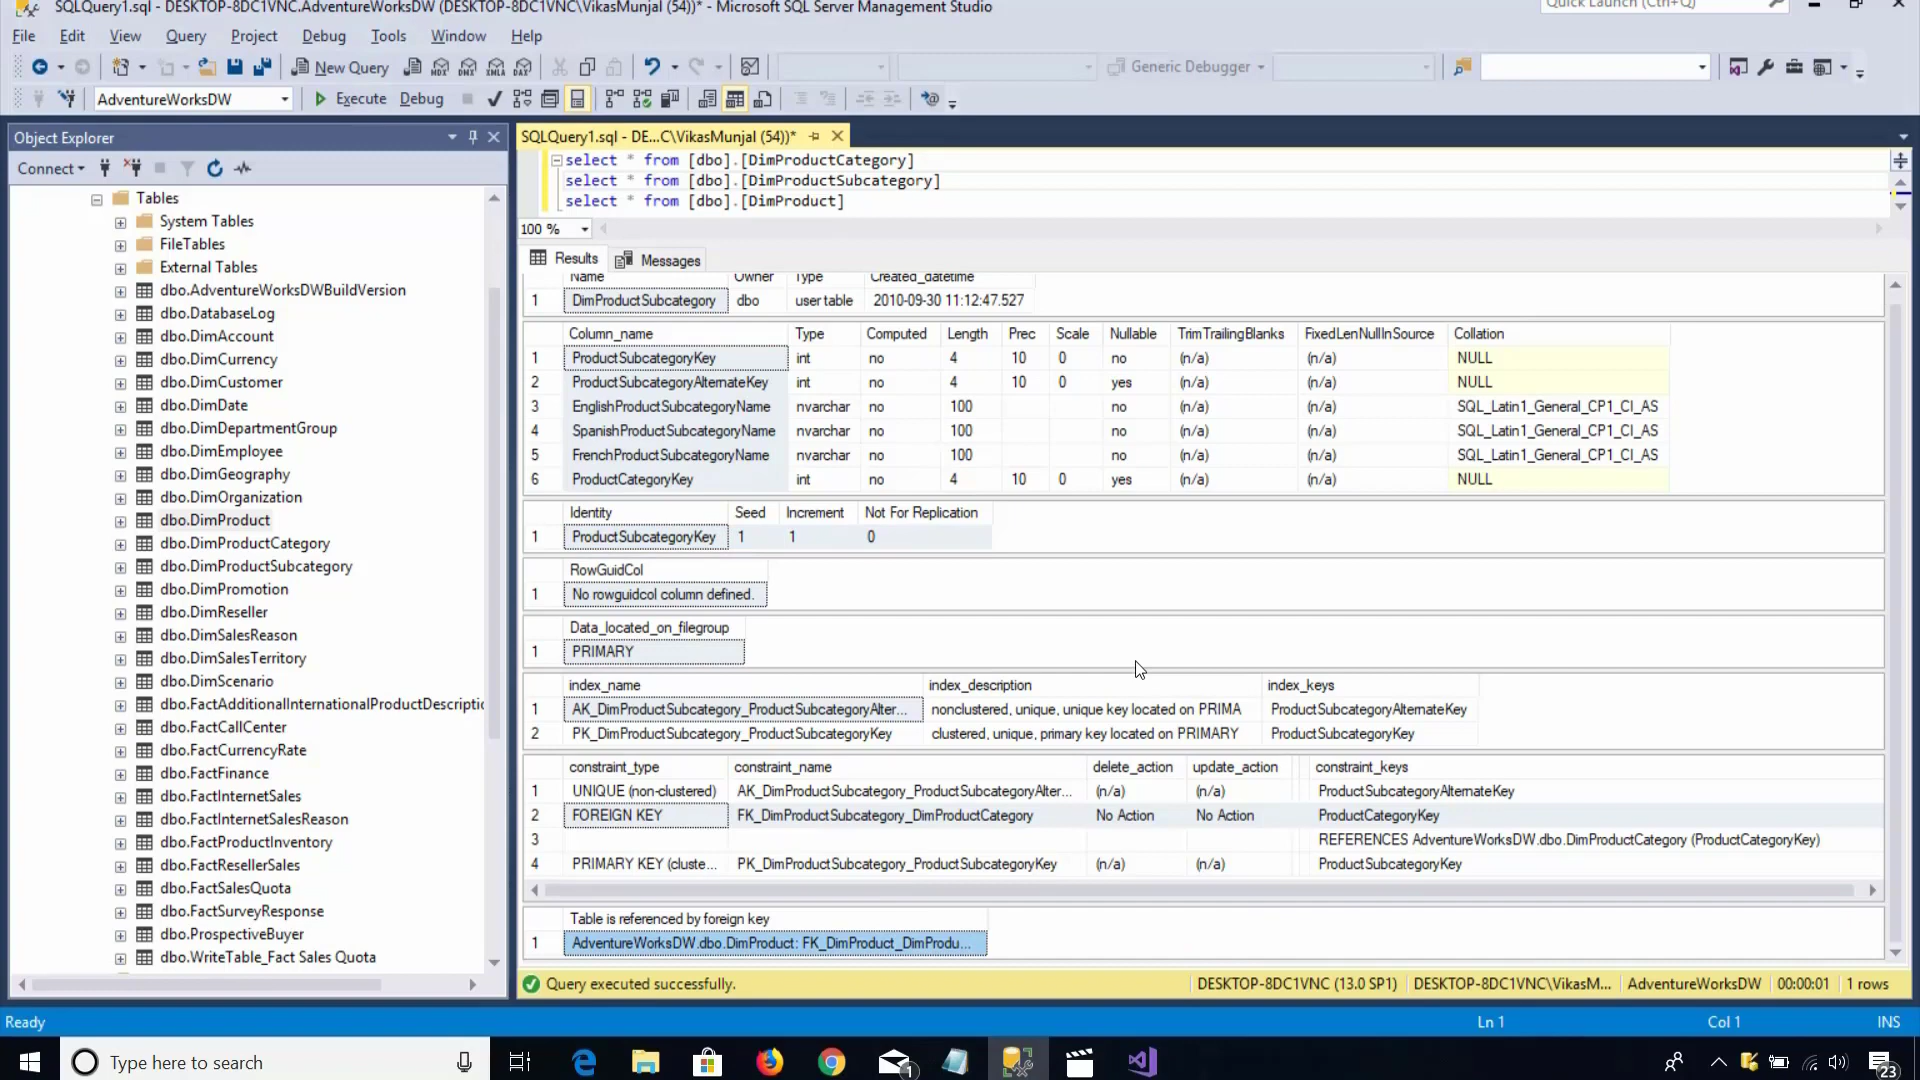 SQLQuery1.sql - DESKTOP-8DC1VNC.AdventureWorksDW (DESKTOP-8DC1VNC\VikasMunjal (54))* - Microsoft SQL Server Management Studio
Quick Launch (Ctrl+Q)
File Edit View Query Project Debug Tools Window Help
New Query MDX DMX XMLA DAX Generic Debugger
AdventureWorksDW Execute Debug
Object Explorer
Connect
Tables
System Tables
FileTables
External Tables
dbo.AdventureWorksDWBuildVersion
dbo.DatabaseLog
dbo.DimAccount
dbo.DimCurrency
dbo.DimCustomer
dbo.DimDate
dbo.DimDepartmentGroup
dbo.DimEmployee
dbo.DimGeography
dbo.DimOrganization
dbo.DimProduct
dbo.DimProductCategory
dbo.DimProductSubcategory
dbo.DimPromotion
dbo.DimReseller
dbo.DimSalesReason
dbo.DimSalesTerritory
dbo.DimScenario
dbo.FactAdditionalInternationalProductDescriptic
dbo.FactCallCenter
dbo.FactCurrencyRate
dbo.FactFinance
dbo.FactInternetSales
dbo.FactInternetSalesReason
dbo.FactProductInventory
dbo.FactResellerSales
dbo.FactSalesQuota
dbo.FactSurveyResponse
dbo.ProspectiveBuyer
dbo.WriteTable_Fact Sales Quota
SQLQuery1.sql - DE...C\VikasMunjal (54))*
select * from [dbo].[DimProductCategory]
select * from [dbo].[DimProductSubcategory]
select * from [dbo].[DimProduct]
100 %
Results Messages
Name Owner Type Created_datetime
1 DimProductSubcategory dbo user table 2010-09-30 11:12:47.527
Column_name Type Computed Length Prec Scale Nullable TrimTrailingBlanks FixedLenNullInSource Collation
1 ProductSubcategoryKey int no 4 10 0 no (n/a) (n/a) NULL
2 ProductSubcategoryAlternateKey int no 4 10 0 yes (n/a) (n/a) NULL
3 EnglishProductSubcategoryName nvarchar no 100 no (n/a) (n/a) SQL_Latin1_General_CP1_CI_AS
4 SpanishProductSubcategoryName nvarchar no 100 no (n/a) (n/a) SQL_Latin1_General_CP1_CI_AS
5 FrenchProductSubcategoryName nvarchar no 100 no (n/a) (n/a) SQL_Latin1_General_CP1_CI_AS
6 ProductCategoryKey int no 4 10 0 yes (n/a) (n/a) NULL
Identity Seed Increment Not For Replication
1 ProductSubcategoryKey 1 1 0
RowGuidCol
1 No rowguidcol column defined.
Data_located_on_filegroup
1 PRIMARY
index_name index_description index_keys
1 AK_DimProductSubcategory_ProductSubcategoryAlter... nonclustered, unique, unique key located on PRIMA ProductSubcategoryAlternateKey
2 PK_DimProductSubcategory_ProductSubcategoryKey clustered, unique, primary key located on PRIMARY ProductSubcategoryKey
constraint_type constraint_name delete_action update_action constraint_keys
1 UNIQUE (non-clustered) AK_DimProductSubcategory_ProductSubcategoryAlter... (n/a) (n/a) ProductSubcategoryAlternateKey
2 FOREIGN KEY FK_DimProductSubcategory_DimProductCategory No Action No Action ProductCategoryKey
3 REFERENCES AdventureWorksDW.dbo.DimProductCategory (ProductCategoryKey)
4 PRIMARY KEY (cluste... PK_DimProductSubcategory_ProductSubcategoryKey (n/a) (n/a) ProductSubcategoryKey
Table is referenced by foreign key
1 AdventureWorksDW.dbo.DimProduct: FK_DimProduct_DimProdu...
Query executed successfully. DESKTOP-8DC1VNC (13.0 SP1) DESKTOP-8DC1VNC\VikasM... AdventureWorksDW 00:00:01 1 rows
Ready Ln 1 Col 1 INS
Type here to search 1 23